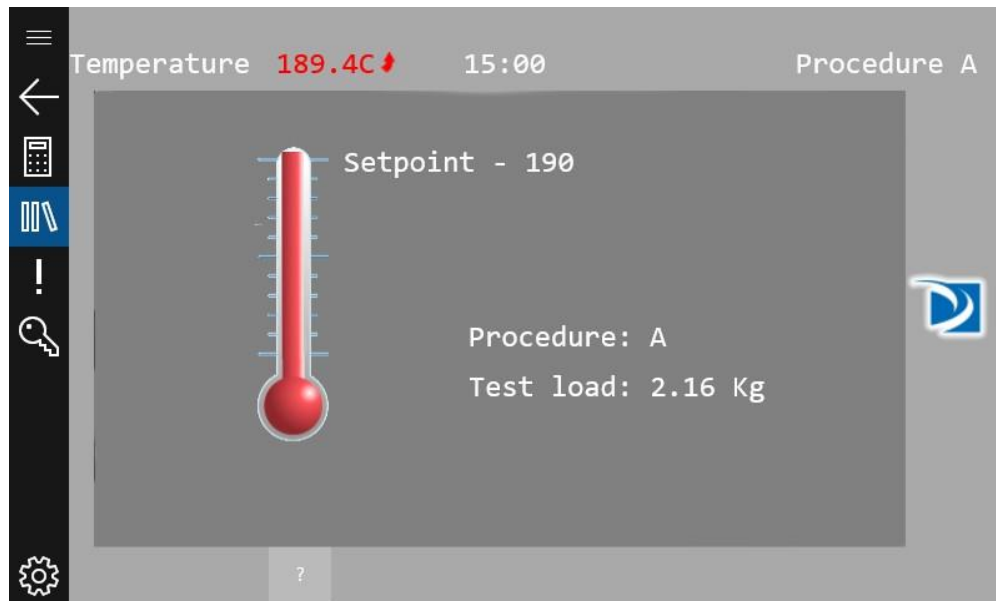 Temperature 189.4C 15:00 Procedure A
Setpoint - 190
Procedure: A
Test load: 2.16 Kg
?